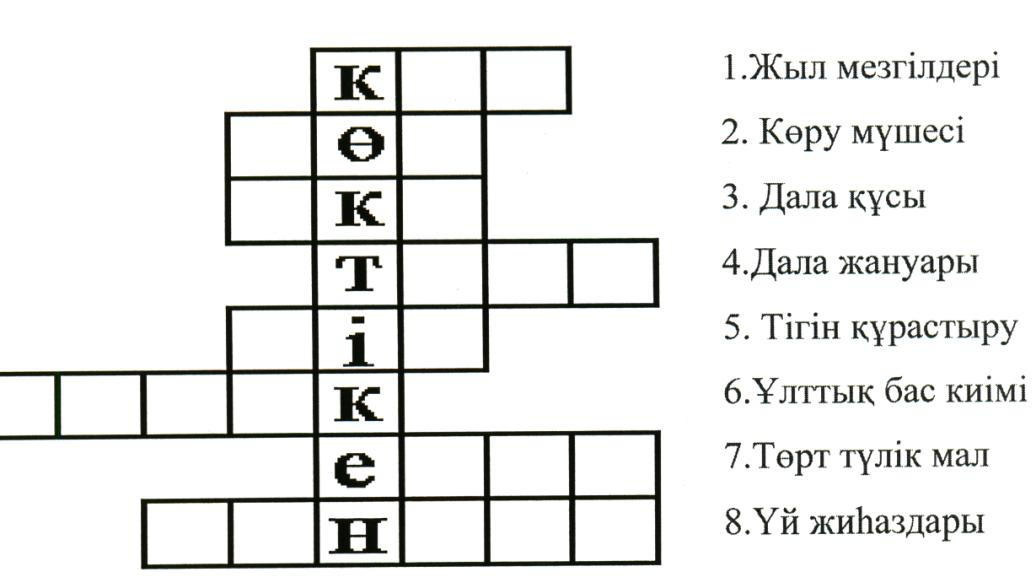 К
ө
К
Т
і
К
е
Н
1.Жыл мезгілдері
2. Көру мүшесі
3. Дала құсы
4.Дала жануары
5. Тігін құрастыру
6.Ұлттық бас киімі
7.Төрт түлік мал
8.Үй жиһаздары